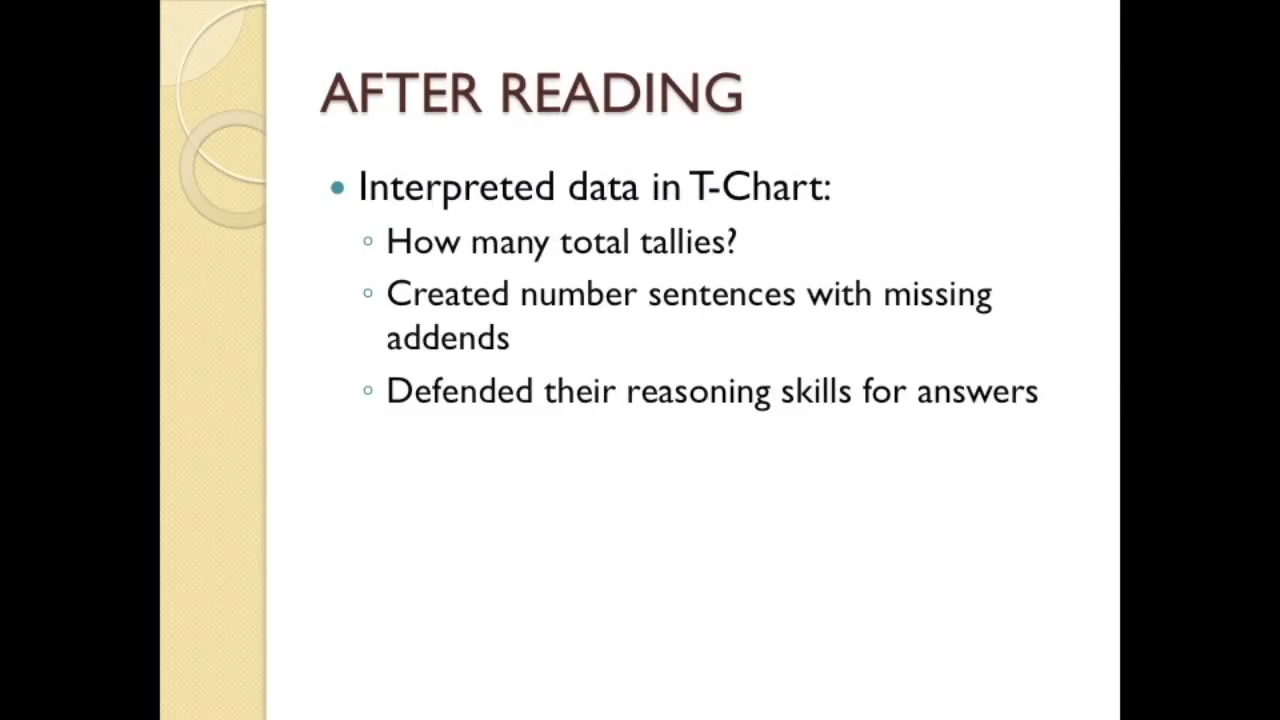 AFTER READING
• Interpreted data in T-Chart:
◦ How many total tallies?
◦ Created number sentences with missing
addends
◦ Defended their reasoning skills for answers